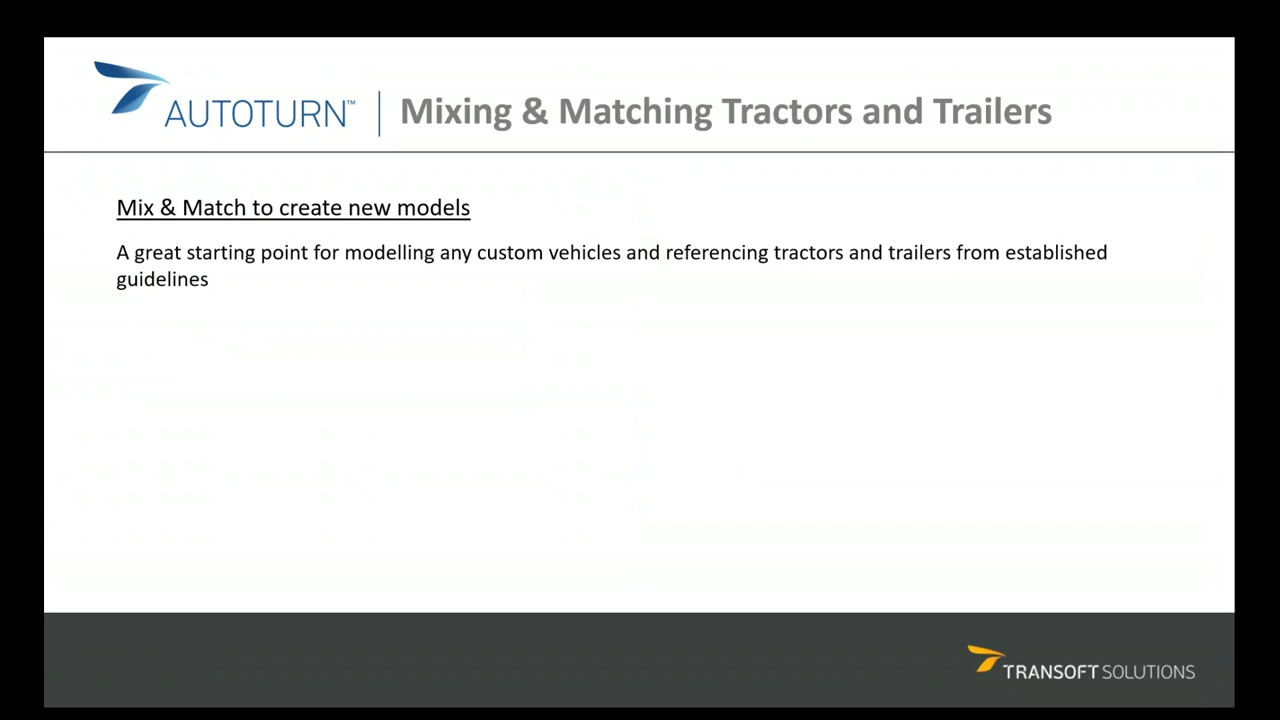 AUTOTURN™ | Mixing & Matching Tractors and Trailers
Mix & Match to create new models
A great starting point for modelling any custom vehicles and referencing tractors and trailers from established
guidelines
TRANSOFT SOLUTIONS